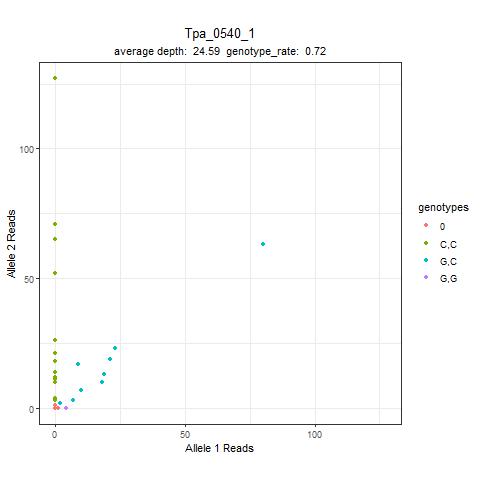 Tpa_0540_1
average depth: 24.59 genotype_rate: 0.72
Allele 2 Reads
100
50
0
0
50
100
Allele 1 Reads
genotypes
0
C,C
G,C
G,G